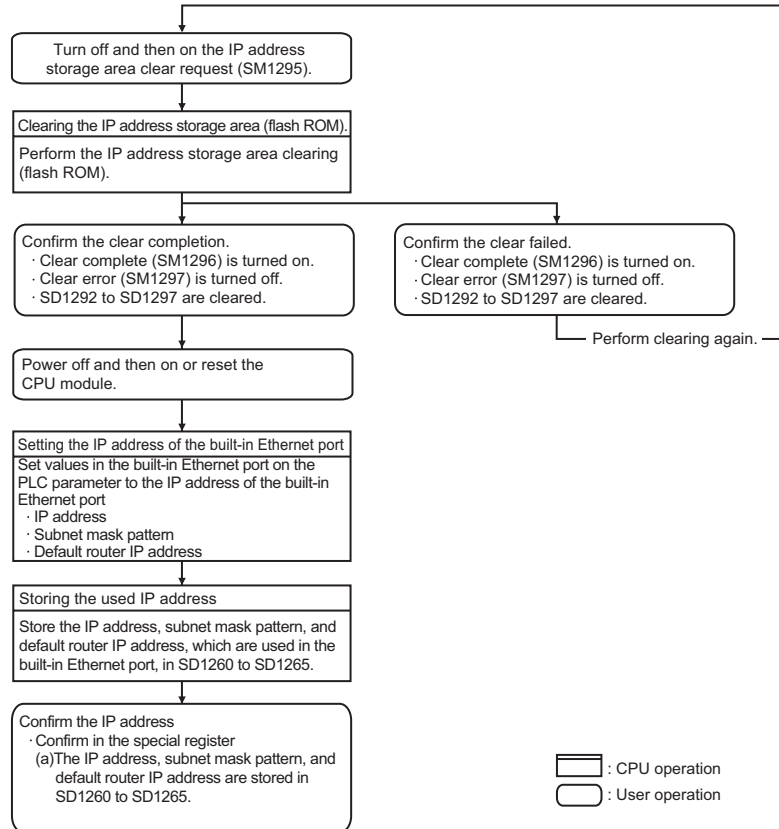 Turn off and then on the IP address
storage area clear request (SM1295).
Clearing the IP address storage area (flash ROM).
Perform the IP address storage area clearing
(flash ROM).
Confirm the clear completion.
· Clear complete (SM1296) is turned on.
· Clear error (SM1297) is turned off.
· SD1292 to SD1297 are cleared.
Confirm the clear failed.
· Clear complete (SM1296) is turned on.
· Clear error (SM1297) is turned off.
· SD1292 to SD1297 are cleared.
Perform clearing again.
Power off and then on or reset the
CPU module.
Setting the IP address of the built-in Ethernet port
Set values in the built-in Ethernet port on the
PLC parameter to the IP address of the built-in
Ethernet port
· IP address
· Subnet mask pattern
· Default router IP address
Storing the used IP address
Store the IP address, subnet mask pattern, and
default router IP address, which are used in the
built-in Ethernet port, in SD1260 to SD1265.
Confirm the IP address
· Confirm in the special register
(a)The IP address, subnet mask pattern, and
default router IP address are stored in
SD1260 to SD1265.
: CPU operation
: User operation